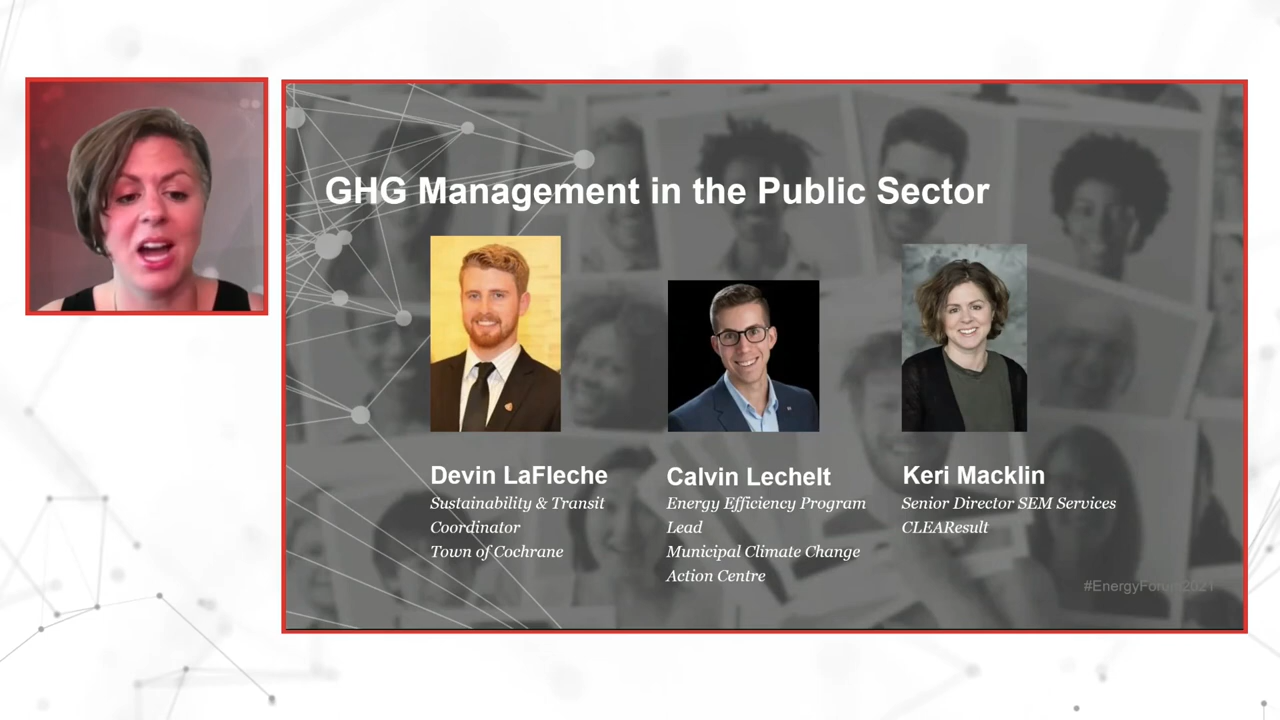 GHG Management in the Public Sector
Devin LaFleche
Sustainability & Transit
Coordinator
Town of Cochrane
Calvin Lechelt
Energy Efficiency Program
Lead
Municipal Climate Change
Action Centre
Keri Macklin
Senior Director SEM Services
CLEAResult
#EnergyForum2021